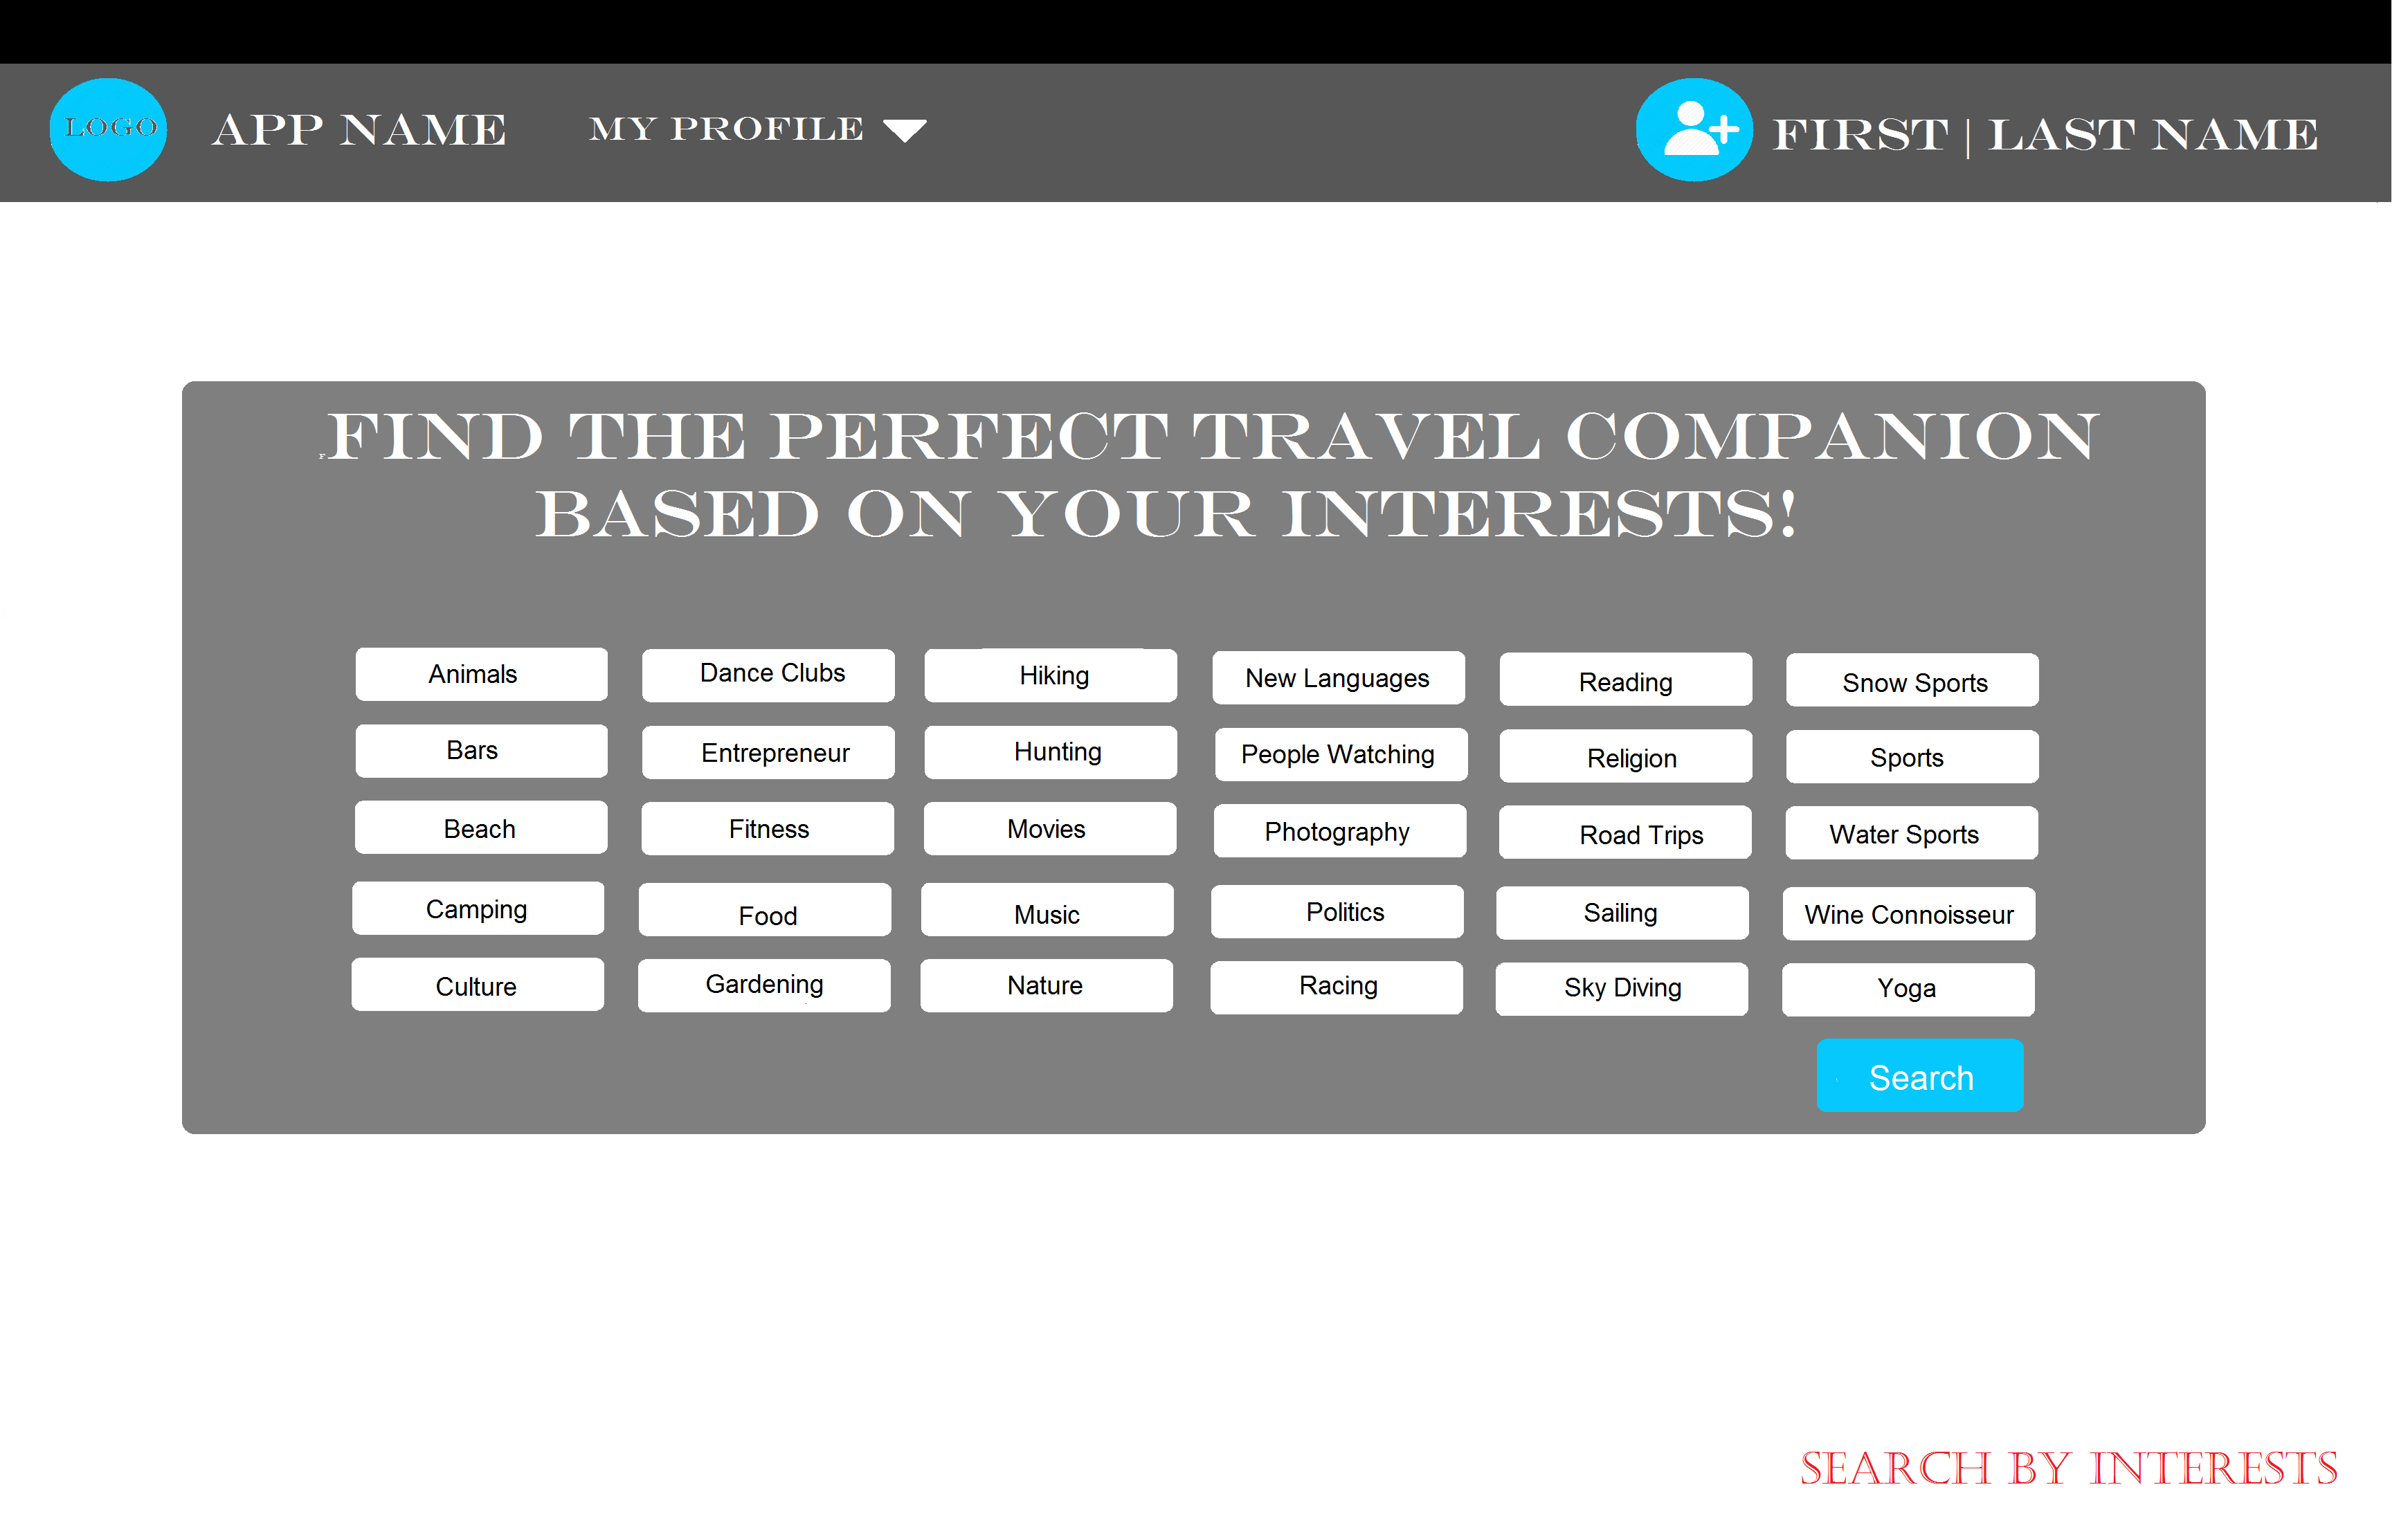 LOGO APP NAME MY PROFILE FIRST | LAST NAME
FIND THE PERFECT TRAVEL COMPANION
BASED ON YOUR INTERESTS!
Animals Dance Clubs Hiking New Languages Reading Snow Sports
Bars Entrepreneur Hunting People Watching Religion Sports
Beach Fitness Movies Photography Road Trips Water Sports
Camping Food Music Politics Sailing Wine Connoisseur
Culture Gardening Nature Racing Sky Diving Yoga
Search
SEARCH BY INTERESTS